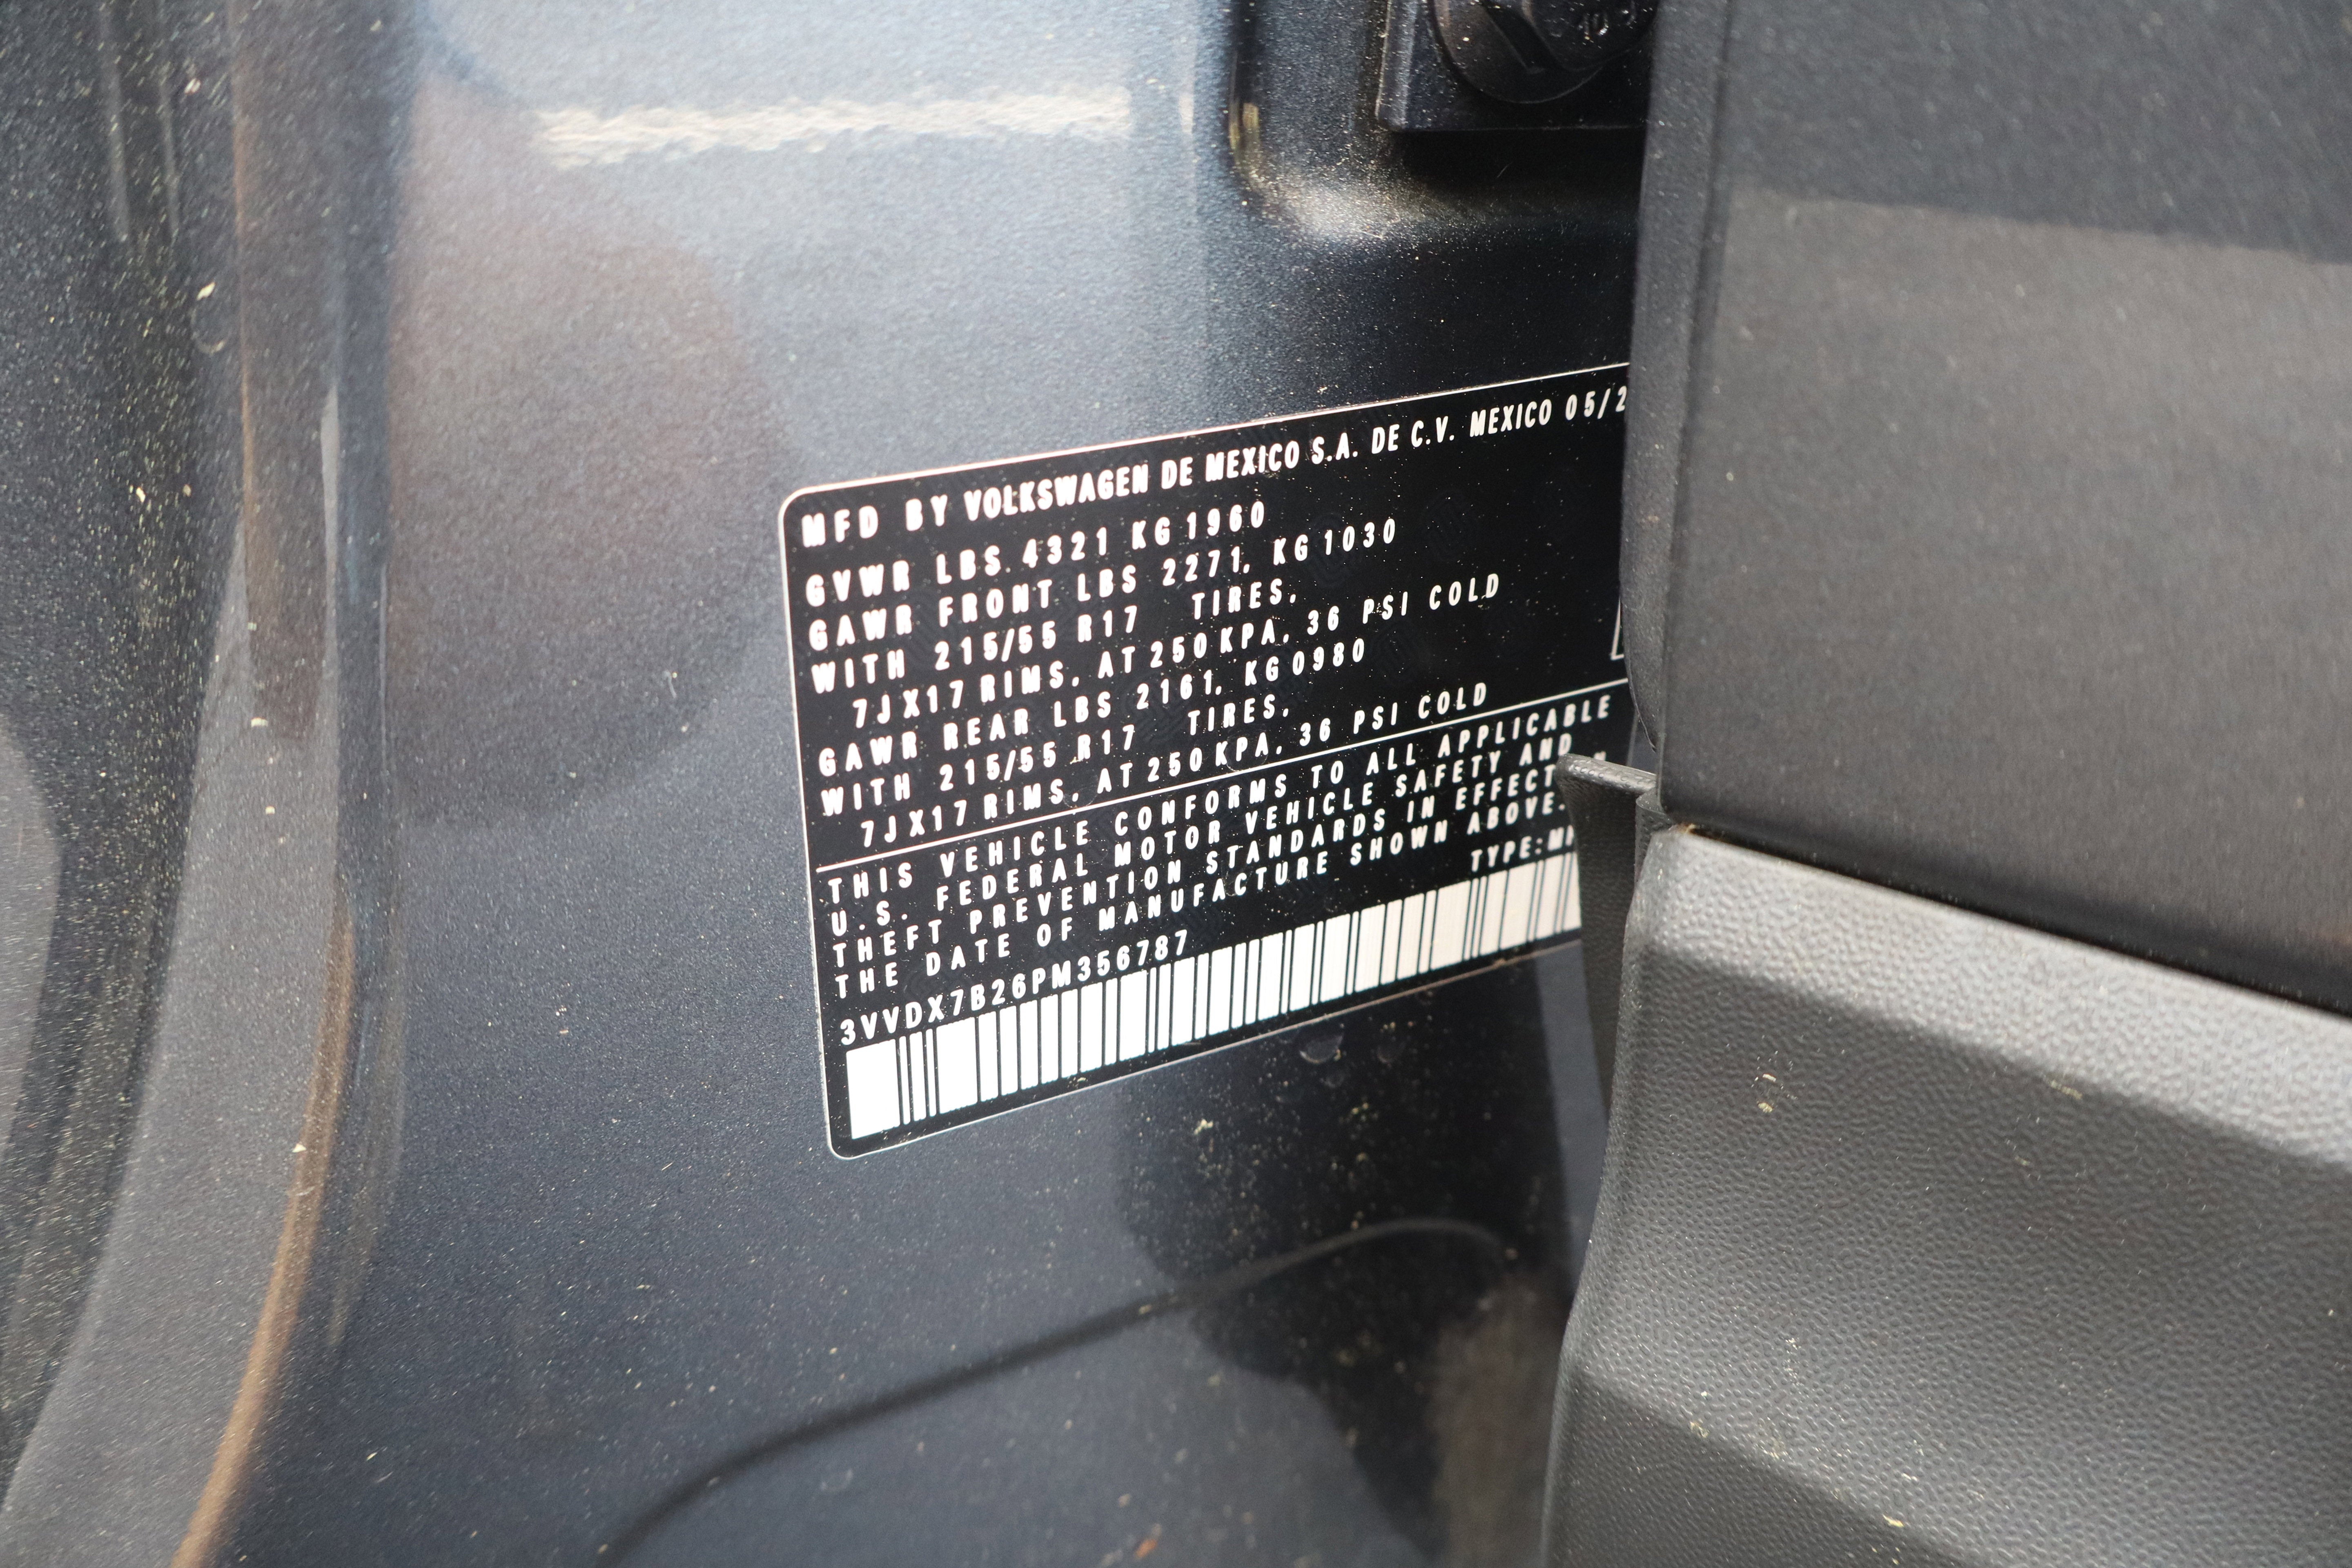 MFD BY VOLKSWAGEN DE MEXICO S.A. DE C.V. MEXICO 05/2
GVWR LBS. 4321 KG 1960
GAWR FRONT LBS 2271, KG 1030
WITH 215/55 R17 TIRES,
7JX17 RIMS, AT 250 KPA, 36 PSI COLD
GAWR REAR LBS 2161, KG 0980
WITH 215/55 R17 TIRES,
7JX17 RIMS, AT 250 KPA, 36 PSI COLD
THIS VEHICLE CONFORMS TO ALL APPLICABLE
U.S. FEDERAL MOTOR VEHICLE SAFETY AND
THEFT PREVENTION STANDARDS IN EFFECT
THE DATE OF MANUFACTURE SHOWN ABOVE.
3VVDX7B26PM356787 TYPE: